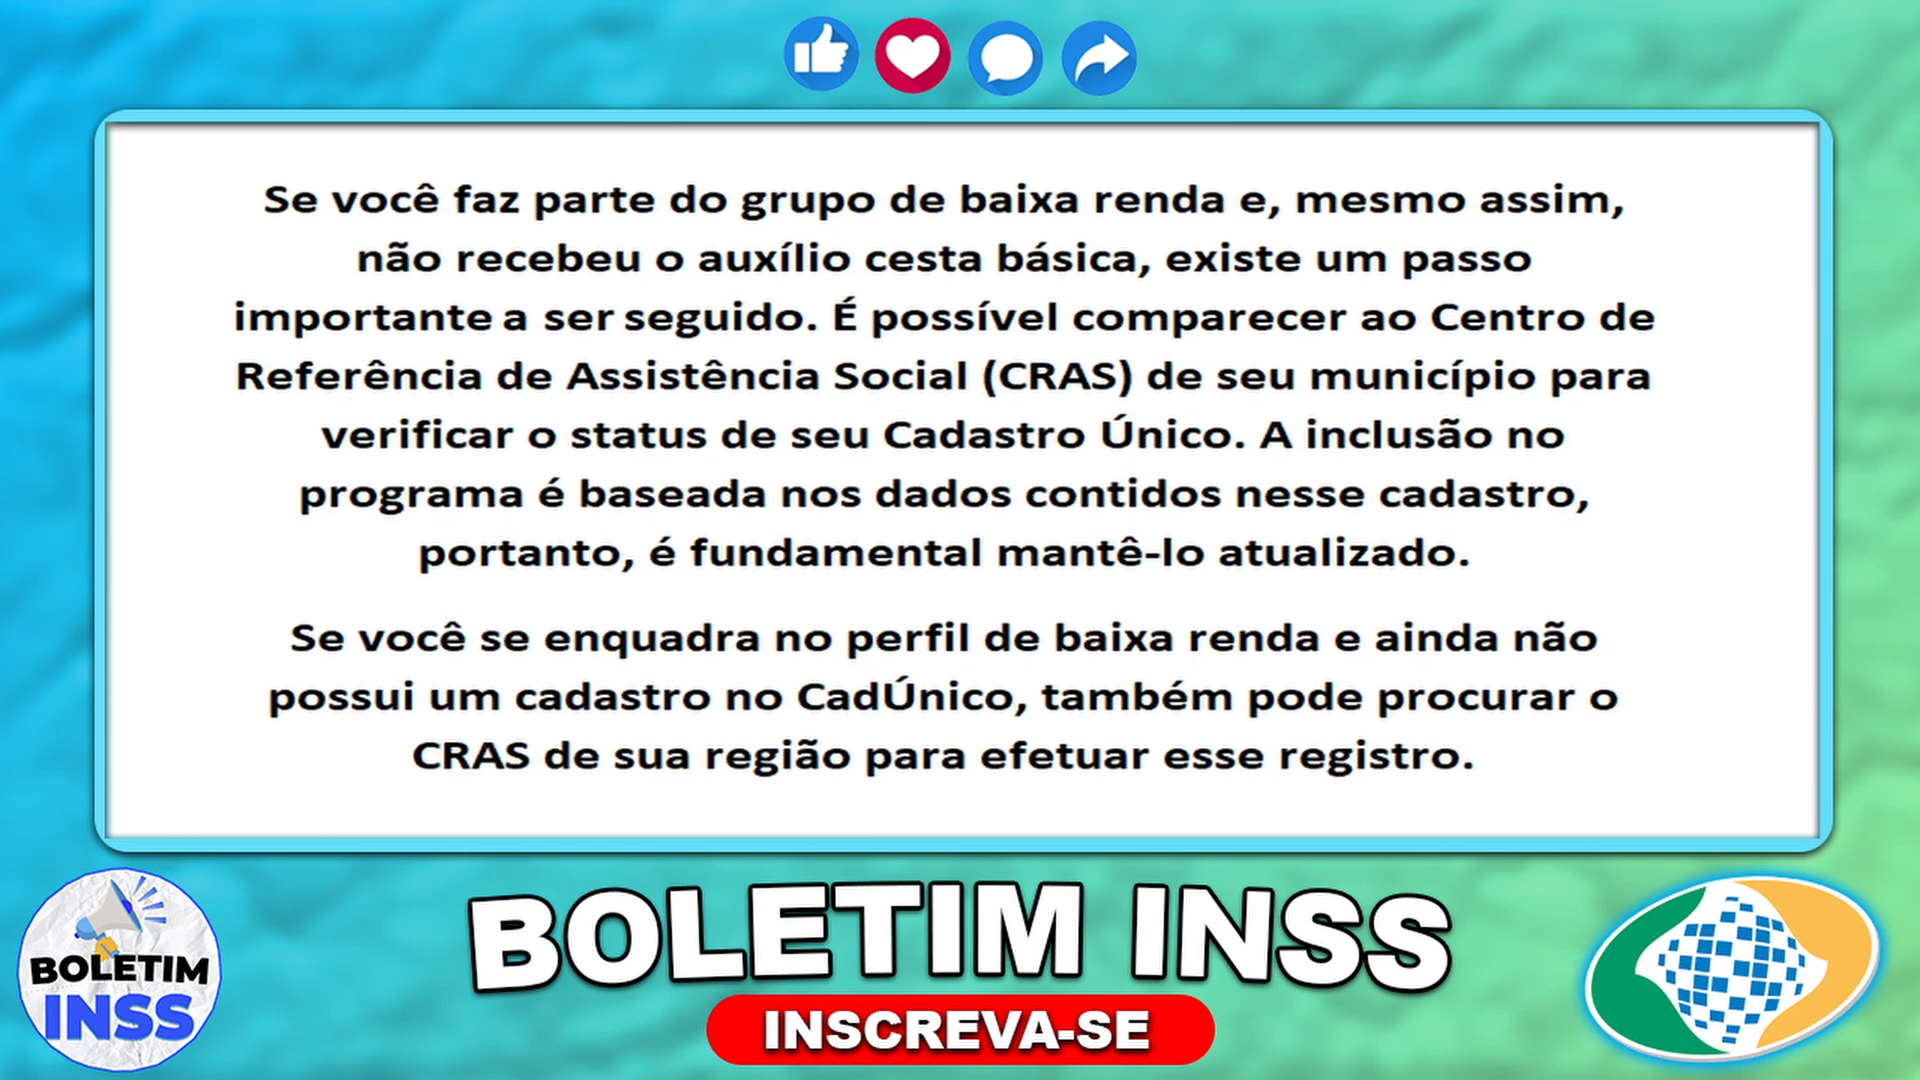 Se você faz parte do grupo de baixa renda e, mesmo assim,
não recebeu o auxílio cesta básica, existe um passo
importante a ser seguido. É possível comparecer ao Centro de
Referência de Assistência Social (CRAS) de seu município para
verificar o status de seu Cadastro Único. A inclusão no
programa é baseada nos dados contidos nesse cadastro,
portanto, é fundamental mantê-lo atualizado.
Se você se enquadra no perfil de baixa renda e ainda não
possui um cadastro no CadÚnico, também pode procurar o
CRAS de sua região para efetuar esse registro.
BOLETIM
INSS
BOLETIM INSS
INSCREVA-SE